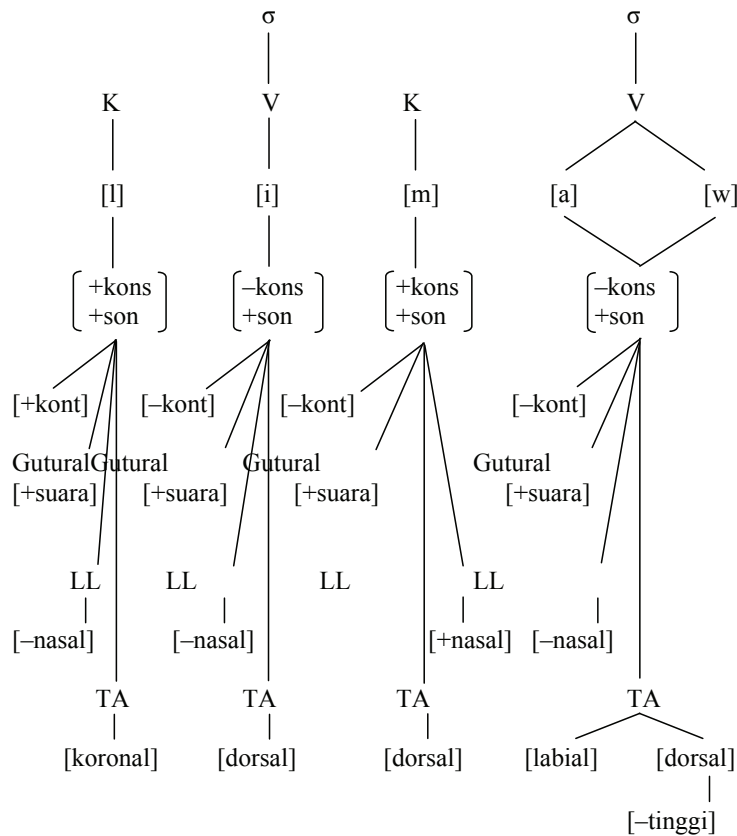 σ σ
K V K V
[l] [i] [m] [a] [w]
+kons –kons +kons –kons
+son +son +son +son
[+kont] [–kont] [–kont] [–kont]
GuturalGutural Gutural Gutural
[+suara] [+suara] [+suara] [+suara]
LL LL LL LL
[–nasal] [–nasal] [+nasal] [–nasal]
TA TA TA TA
[koronal] [dorsal] [dorsal] [labial] [dorsal]
[–tinggi]